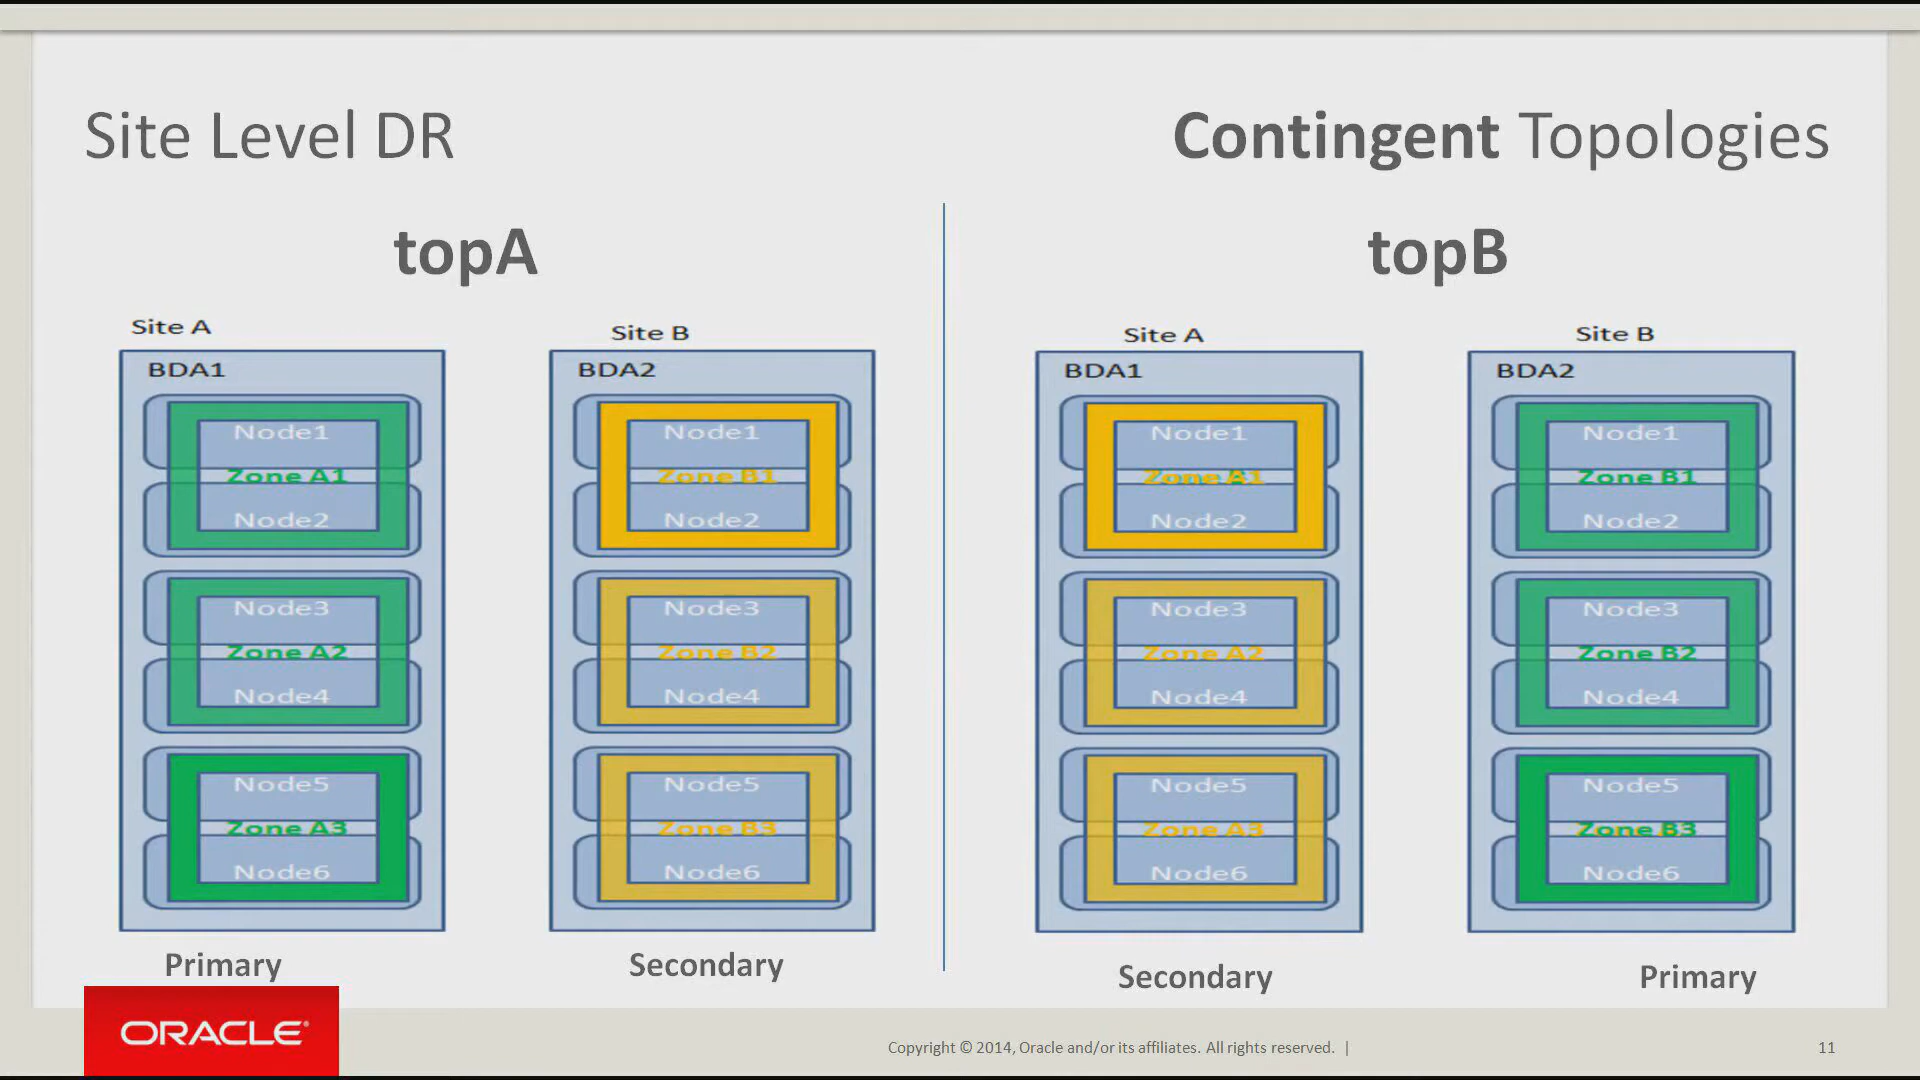 Site Level DR
Contingent Topologies
topA
topB
Site A
BDA1
Node1
Zone A1
Node2
Node3
Zone A2
Node4
Node5
Zone A3
Node6
Primary
Site B
BDA2
Node1
Zone B1
Node2
Node3
Zone B2
Node4
Node5
Zone B3
Node6
Secondary
Site A
BDA1
Node1
Zone A1
Node2
Node3
Zone A2
Node4
Node5
Zone A3
Node6
Secondary
Site B
BDA2
Node1
Zone B1
Node2
Node3
Zone B2
Node4
Node5
Zone B3
Node6
Primary
ORACLE®
Copyright © 2014, Oracle and/or its affiliates. All rights reserved. |
11